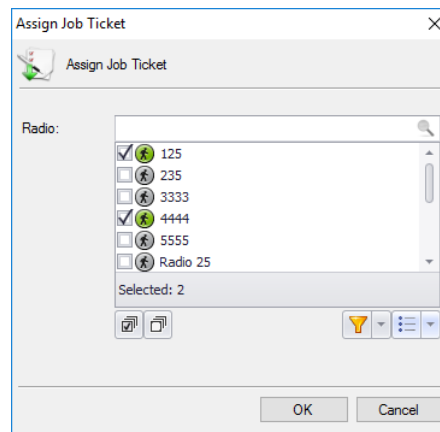 Assign Job Ticket
Assign Job Ticket
Radio:
125
235
3333
4444
5555
Radio 25
Selected: 2
OK
Cancel